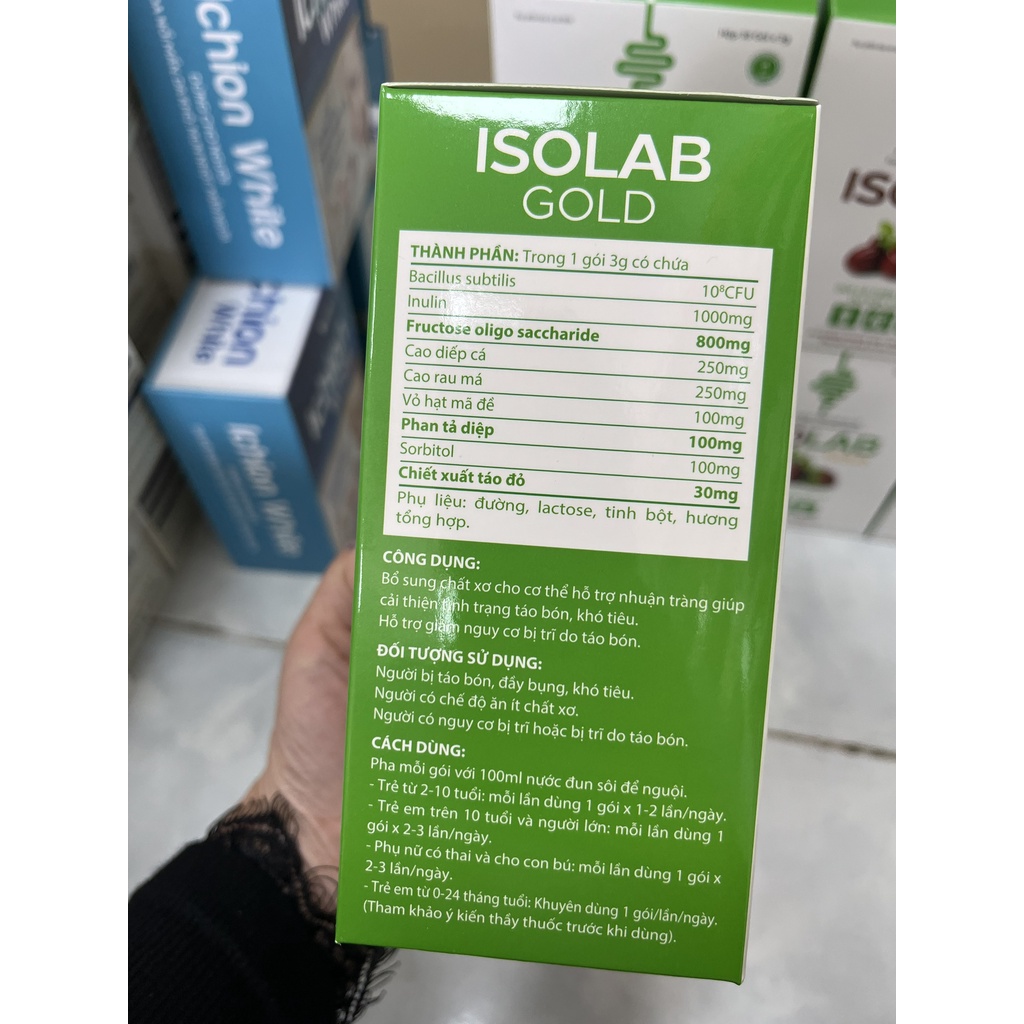 ISOLAB
GOLD
THÀNH PHẦN: Trong 1 gói 3g có chứa
Bacillus subtilis 10⁸CFU
Inulin 1000mg
Fructose oligo saccharide 800mg
Cao diếp cá 250mg
Cao rau má 250mg
Vỏ hạt mã đề 100mg
Phan tả diệp 100mg
Sorbitol 100mg
Chiết xuất táo đỏ 30mg
Phụ liệu: đường, lactose, tinh bột, hương
tổng hợp.
CÔNG DỤNG:
Bổ sung chất xơ cho cơ thể hỗ trợ nhuận tràng giúp
cải thiện tình trạng táo bón, khó tiêu.
Hỗ trợ giảm nguy cơ bị trĩ do táo bón.
ĐỐI TƯỢNG SỬ DỤNG:
Người bị táo bón, đầy bụng, khó tiêu.
Người có chế độ ăn ít chất xơ.
Người có nguy cơ bị trĩ hoặc bị trĩ do táo bón.
CÁCH DÙNG:
Pha mỗi gói với 100ml nước đun sôi để nguội.
- Trẻ từ 2-10 tuổi: mỗi lần dùng 1 gói x 1-2 lần/ngày.
- Trẻ em trên 10 tuổi và người lớn: mỗi lần dùng 1
gói x 2-3 lần/ngày.
- Phụ nữ có thai và cho con bú: mỗi lần dùng 1 gói x
2-3 lần/ngày.
- Trẻ em từ 0-24 tháng tuổi: Khuyên dùng 1 gói/lần/ngày.
(Tham khảo ý kiến thầy thuốc trước khi dùng).
ichion White
chion
Ichion White